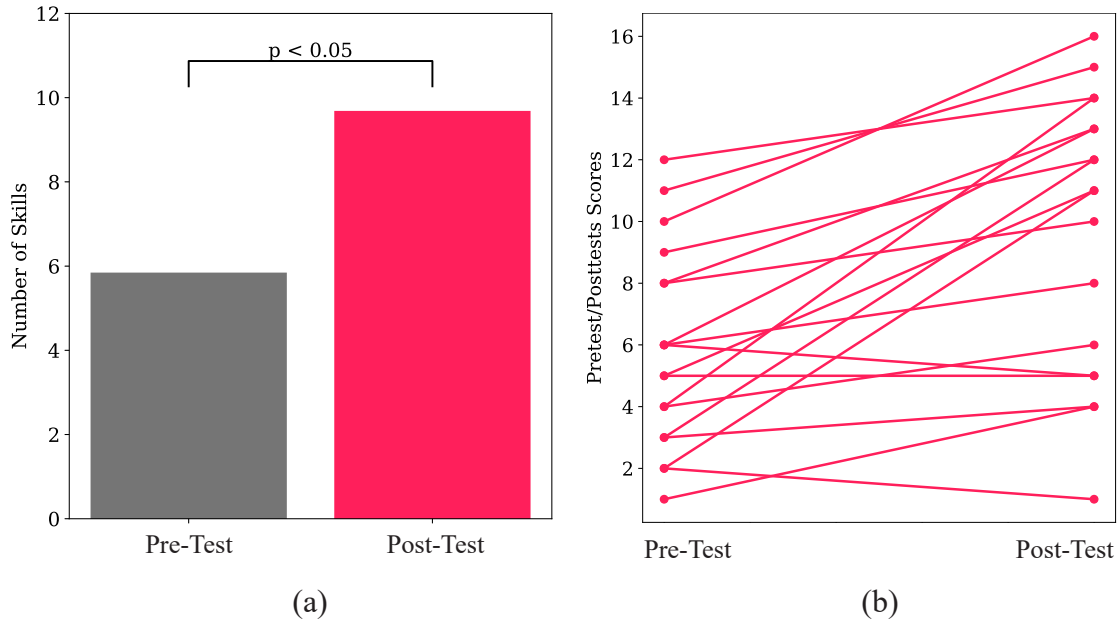 12
10
8
6
4
2
0
Number of Skills
p < 0.05
Pre-Test
Post-Test
(a)
16
14
12
10
8
6
4
2
Pretest/Posttests Scores
Pre-Test
Post-Test
(b)